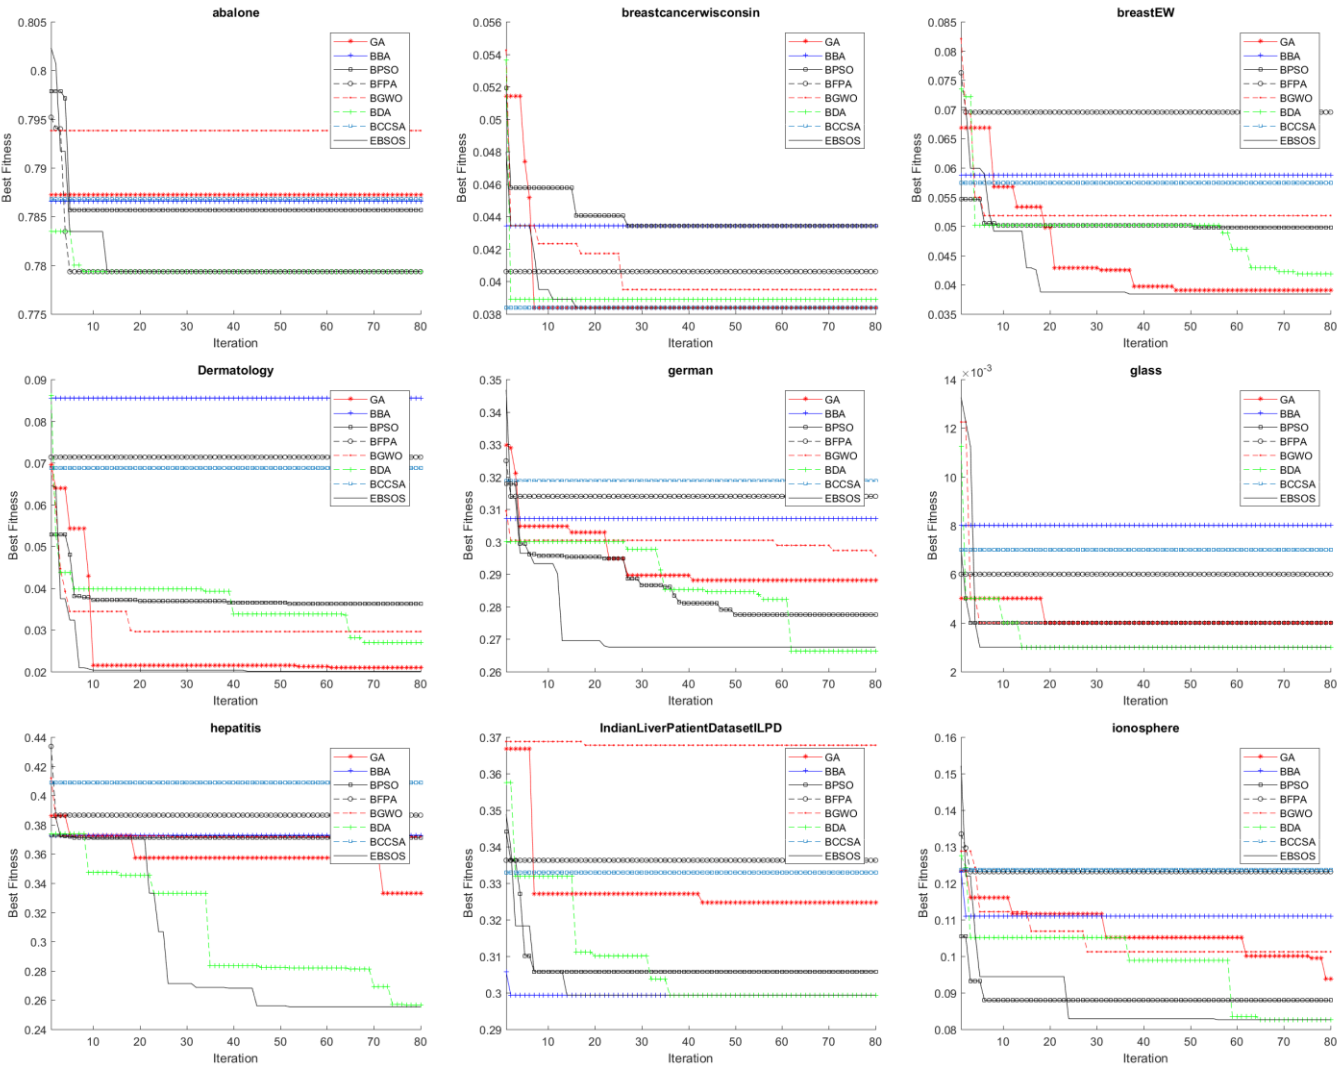 abalone
0.805
0.8
0.795
0.79
0.785
0.78
0.775
Best Fitness
10 20 30 40 50 60 70 80
Iteration
GA
BBA
BPSO
BFPA
BGWO
BDA
BCCSA
EBSOS
breastcancerwisconsin
0.056
0.054
0.052
0.05
0.048
0.046
0.044
0.042
0.04
0.038
Best Fitness
10 20 30 40 50 60 70 80
Iteration
GA
BBA
BPSO
BFPA
BGWO
BDA
BCCSA
EBSOS
breastEW
0.085
0.08
0.075
0.07
0.065
0.06
0.055
0.05
0.045
0.04
0.035
Best Fitness
10 20 30 40 50 60 70 80
Iteration
GA
BBA
BPSO
BFPA
BGWO
BDA
BCCSA
EBSOS
Dermatology
0.09
0.08
0.07
0.06
0.05
0.04
0.03
0.02
Best Fitness
10 20 30 40 50 60 70 80
Iteration
GA
BBA
BPSO
BFPA
BGWO
BDA
BCCSA
EBSOS
german
0.35
0.34
0.33
0.32
0.31
0.3
0.29
0.28
0.27
0.26
Best Fitness
10 20 30 40 50 60 70 80
Iteration
GA
BBA
BPSO
BFPA
BGWO
BDA
BCCSA
EBSOS
glass
×10⁻³
14
12
10
8
6
4
2
Best Fitness
10 20 30 40 50 60 70 80
Iteration
GA
BBA
BPSO
BFPA
BGWO
BDA
BCCSA
EBSOS
hepatitis
0.44
0.42
0.4
0.38
0.36
0.34
0.32
0.3
0.28
0.26
0.24
Best Fitness
10 20 30 40 50 60 70 80
Iteration
GA
BBA
BPSO
BFPA
BGWO
BDA
BCCSA
EBSOS
IndianLiverPatientDatasetILPD
0.37
0.36
0.35
0.34
0.33
0.32
0.31
0.3
0.29
Best Fitness
10 20 30 40 50 60 70 80
Iteration
GA
BBA
BPSO
BFPA
BGWO
BDA
BCCSA
EBSOS
ionosphere
0.16
0.15
0.14
0.13
0.12
0.11
0.1
0.09
0.08
Best Fitness
10 20 30 40 50 60 70 80
Iteration
GA
BBA
BPSO
BFPA
BGWO
BDA
BCCSA
EBSOS